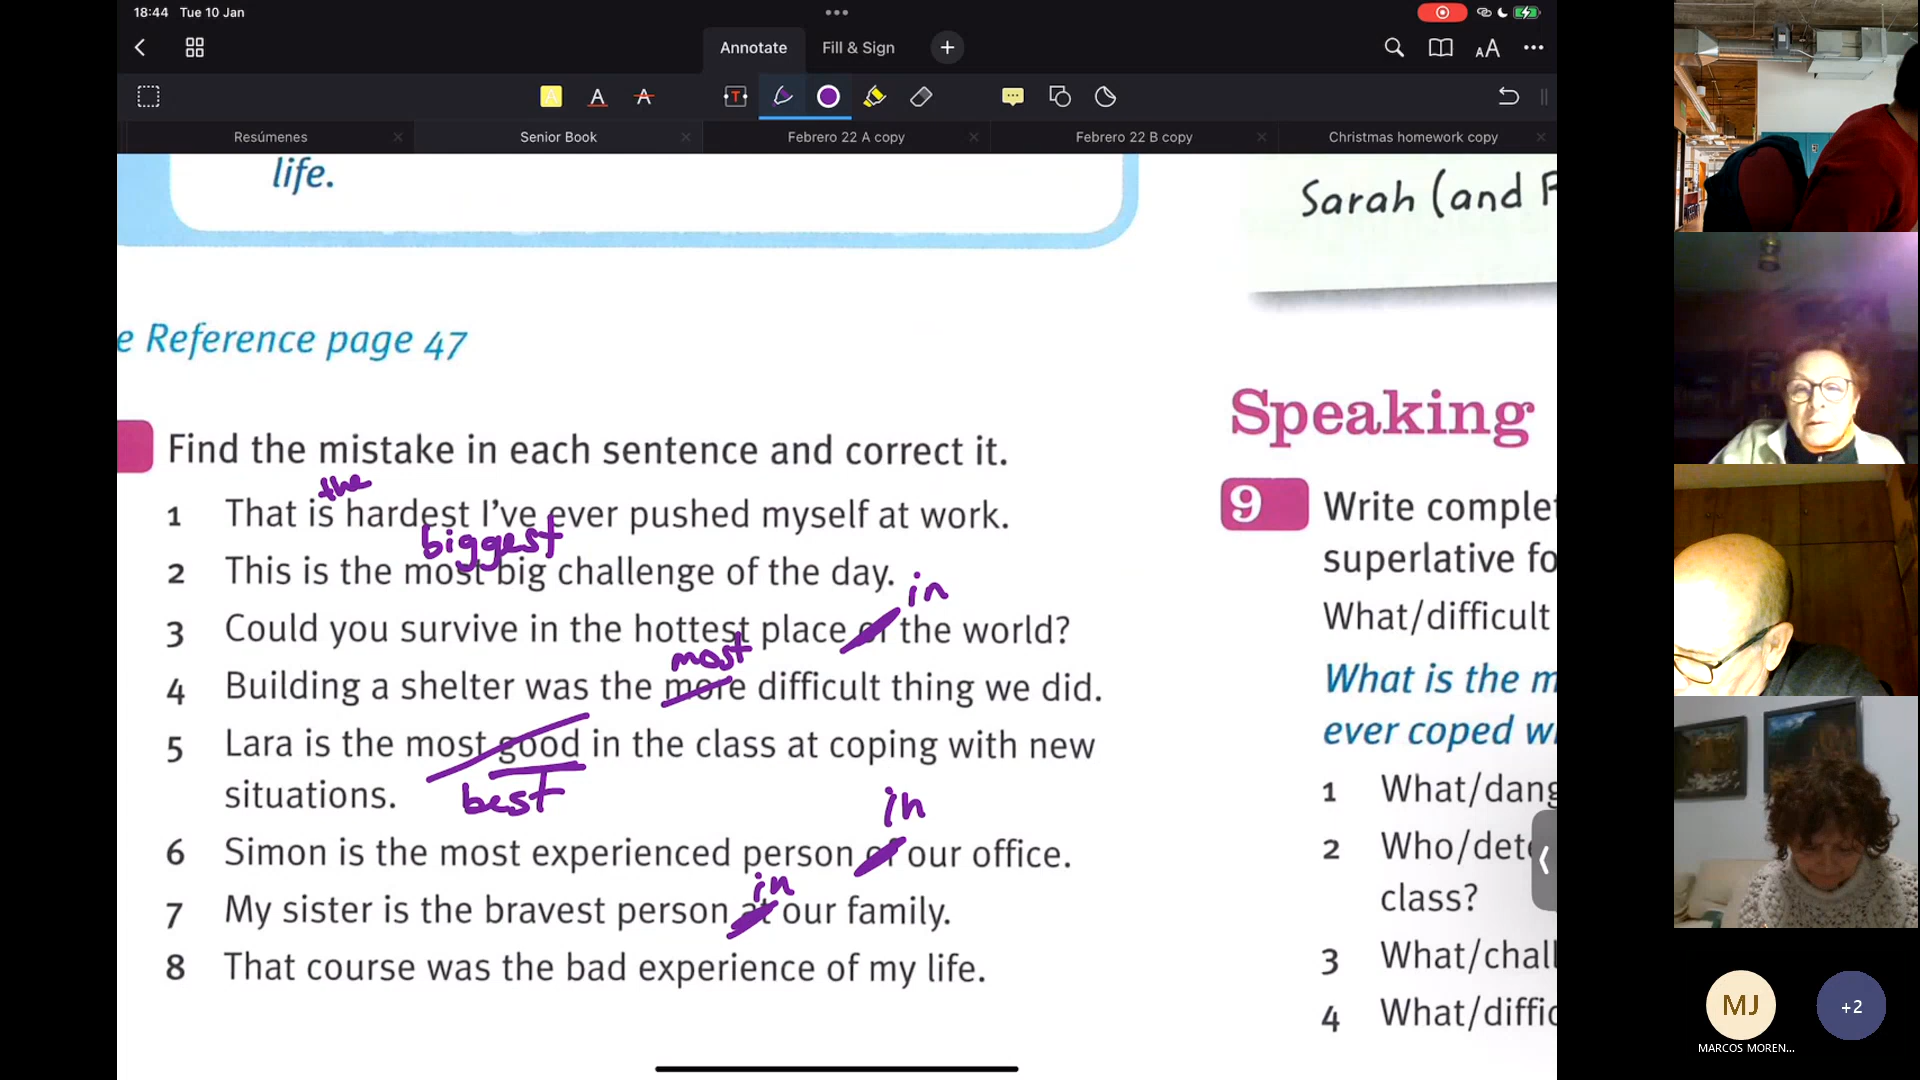 18:44 Tue 10 Jan
Annotate Fill & Sign
Resúmenes Senior Book Febrero 22 A copy Febrero 22 B copy Christmas homework copy
life.
Sarah (and
e Reference page 47
Find the mistake in each sentence and correct it.
the
1 That is hardest I've ever pushed myself at work.
biggest
2 This is the most big challenge of the day.
in
3 Could you survive in the hottest place of the world?
most
4 Building a shelter was the more difficult thing we did.
5 Lara is the most good in the class at coping with new
situations.
best
in
6 Simon is the most experienced person of our office.
in
7 My sister is the bravest person at our family.
8 That course was the bad experience of my life.
Speaking
9 Write complet
superlative fo
What/difficult
What is the m
ever coped w
1 What/dang
2 Who/dete
class?
3 What/chall
4 What/diffic
MJ
+2
MARCOS MOREN...